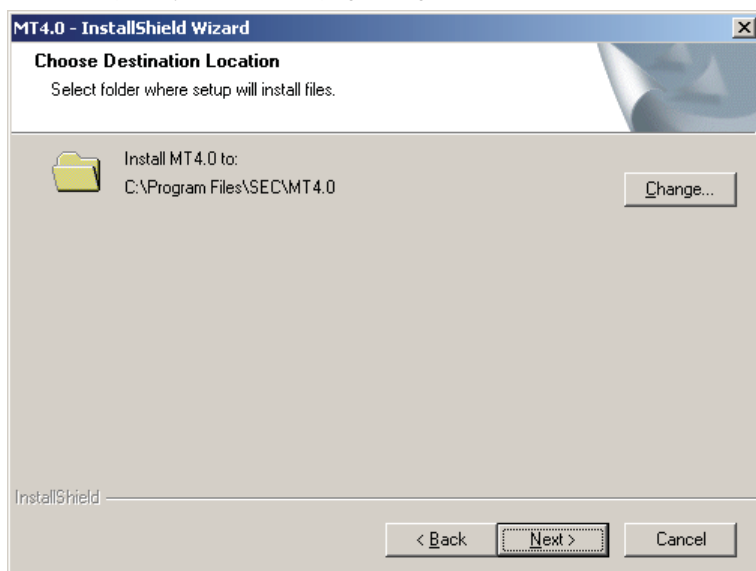 MT4.0 - InstallShield Wizard
Choose Destination Location
Select folder where setup will install files.
Install MT4.0 to:
C:\Program Files\SEC\MT4.0
Change...
InstallShield
< Back
Next >
Cancel